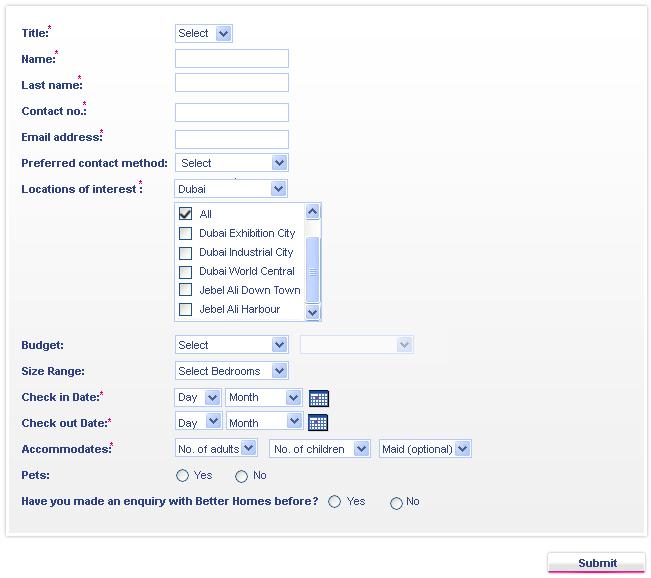 Title:* Select
Name:*
Last name:*
Contact no.:*
Email address:*
Preferred contact method: Select
Locations of interest*: Dubai
All
Dubai Exhibition City
Dubai Industrial City
Dubai World Central
Jebel Ali Down Town
Jebel Ali Harbour
Budget: Select
Size Range: Select Bedrooms
Check in Date:* Day Month
Check out Date:* Day Month
Accommodates:* No. of adults No. of children Maid (optional)
Pets: Yes No
Have you made an enquiry with Better Homes before? Yes No
Submit